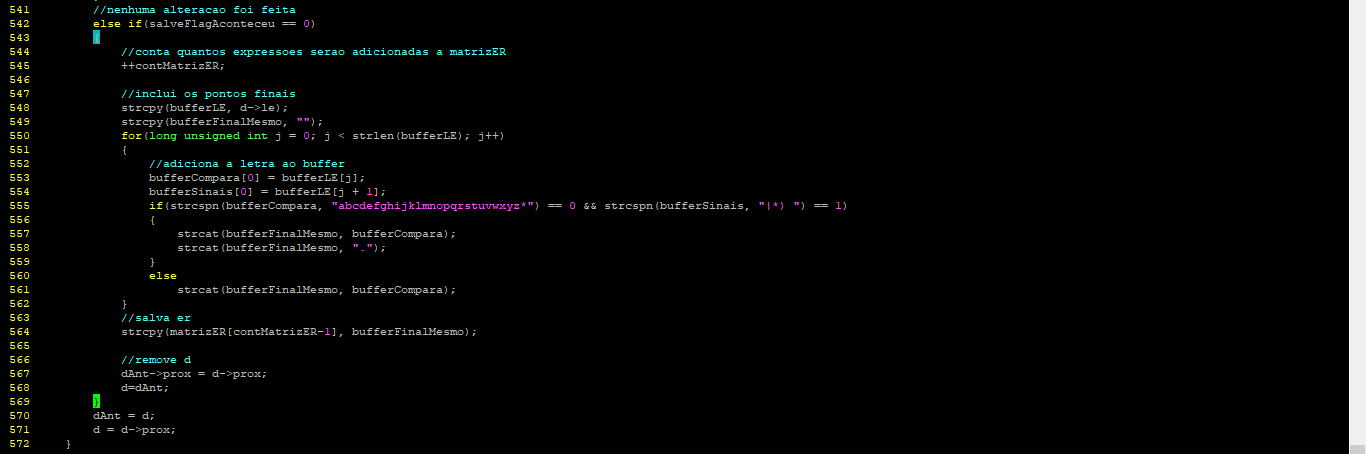 541 //nenhuma alteracao foi feita
542 else if(salveFlagAconteceu == 0)
543 {
544 //conta quantos expressoes serao adicionadas a matrizER
545 ++contMatrizER;
546
547 //inclui os pontos finais
548 strcpy(bufferLE, d->le);
549 strcpy(bufferFinalMesmo, "");
550 for(long unsigned int j = 0; j < strlen(bufferLE); j++)
551 {
552 //adiciona a letra ao buffer
553 bufferCompara[0] = bufferLE[j];
554 bufferSinais[0] = bufferLE[j + 1];
555 if(strcspn(bufferCompara, "abcdefghijklmnopqrstuvwxyz*") == 0 && strcspn(bufferSinais, "|*) ") == 1)
556 {
557 strcat(bufferFinalMesmo, bufferCompara);
558 strcat(bufferFinalMesmo, ".");
559 }
560 else
561 strcat(bufferFinalMesmo, bufferCompara);
562 }
563 //salva er
564 strcpy(matrizER[contMatrizER-1], bufferFinalMesmo);
565
566 //remove d
567 dAnt->prox = d->prox;
568 d=dAnt;
569 }
570 dAnt = d;
571 d = d->prox;
572 }